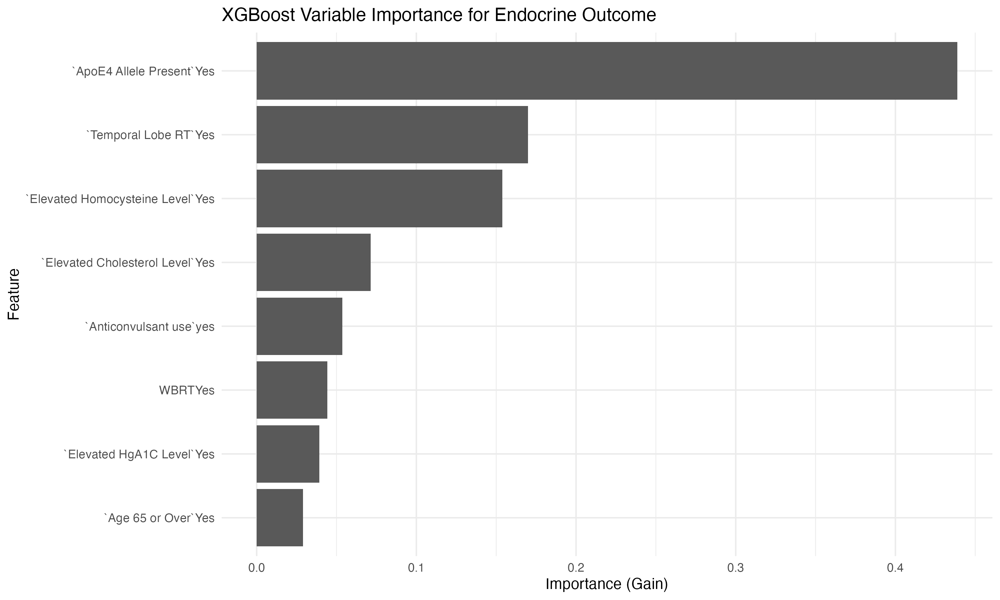 XGBoost Variable Importance for Endocrine Outcome
`ApoE4 Allele Present`Yes
`Temporal Lobe RT`Yes
`Elevated Homocysteine Level`Yes
`Elevated Cholesterol Level`Yes
`Anticonvulsant use`yes
WBRTYes
`Elevated HgA1C Level`Yes
`Age 65 or Over`Yes
Feature
0.0 0.1 0.2 0.3 0.4
Importance (Gain)